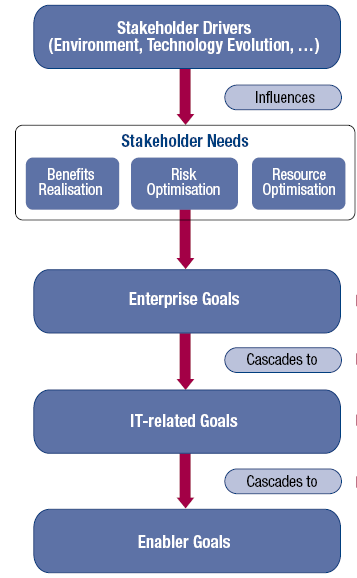 Stakeholder Drivers
(Environment, Technology Evolution, …)
Influences
Stakeholder Needs
Benefits
Realisation
Risk
Optimisation
Resource
Optimisation
Enterprise Goals
Cascades to
IT-related Goals
Cascades to
Enabler Goals